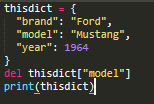 thisdict = {
    "brand": "Ford",
    "model": "Mustang",
    "year": 1964
}
del thisdict["model"]
print(thisdict)